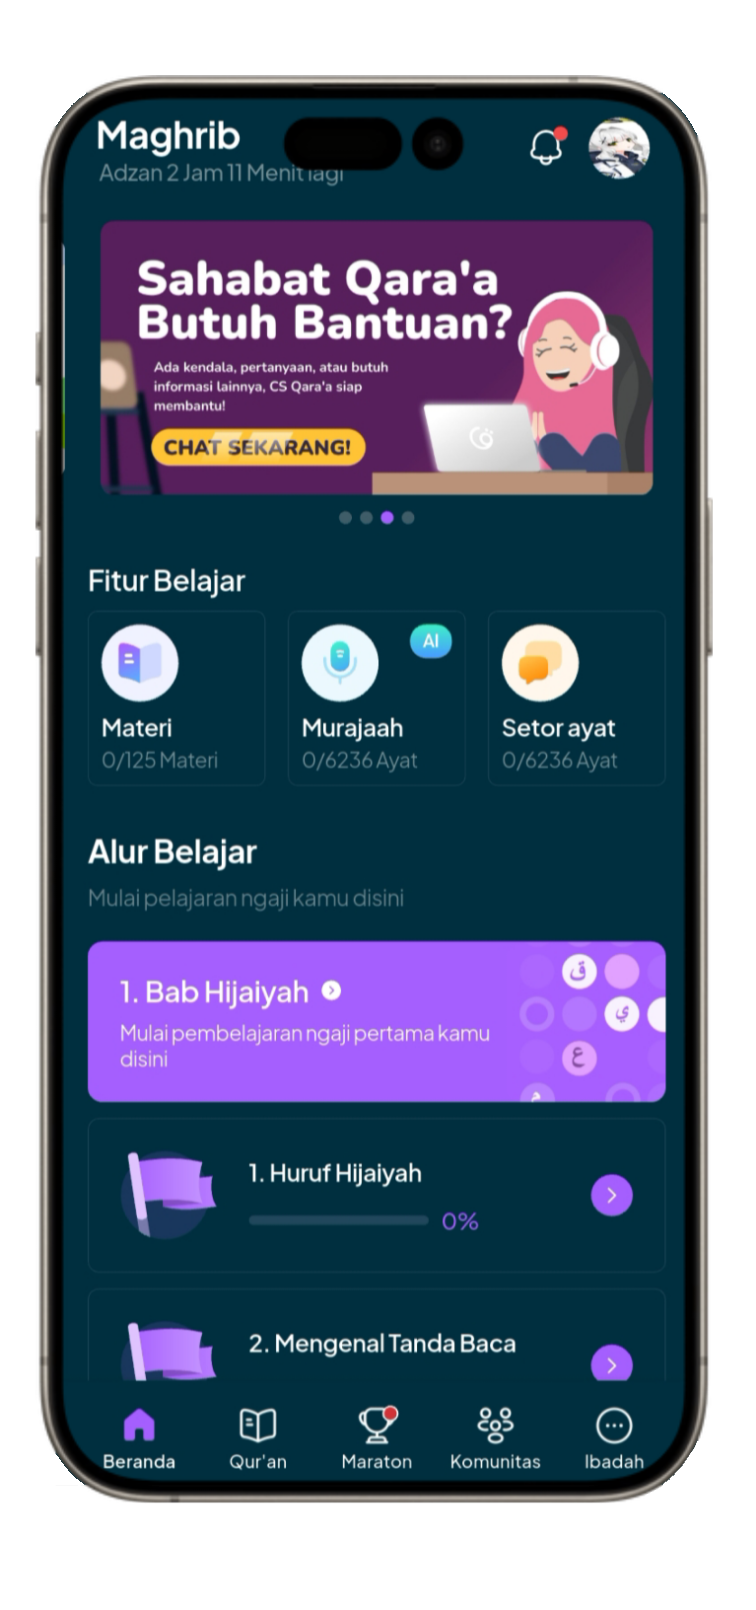 Maghrib
Adzan 2 Jam 11 Menit lagi
Sahabat Qara'a
Butuh Bantuan?
Ada kendala, pertanyaan, atau butuh
informasi lainnya, CS Qara'a siap
membantu!
CHAT SEKARANG!
Fitur Belajar
AI
Materi
0/125 Materi
Murajaah
0/6236 Ayat
Setor ayat
0/6236 Ayat
Alur Belajar
Mulai pelajaran ngaji kamu disini
1. Bab Hijaiyah
Mulai pembelajaran ngaji pertama kamu
disini
ق
ي
ع
م
1. Huruf Hijaiyah
0%
2. Mengenal Tanda Baca
Beranda
Qur'an
Maraton
Komunitas
Ibadah